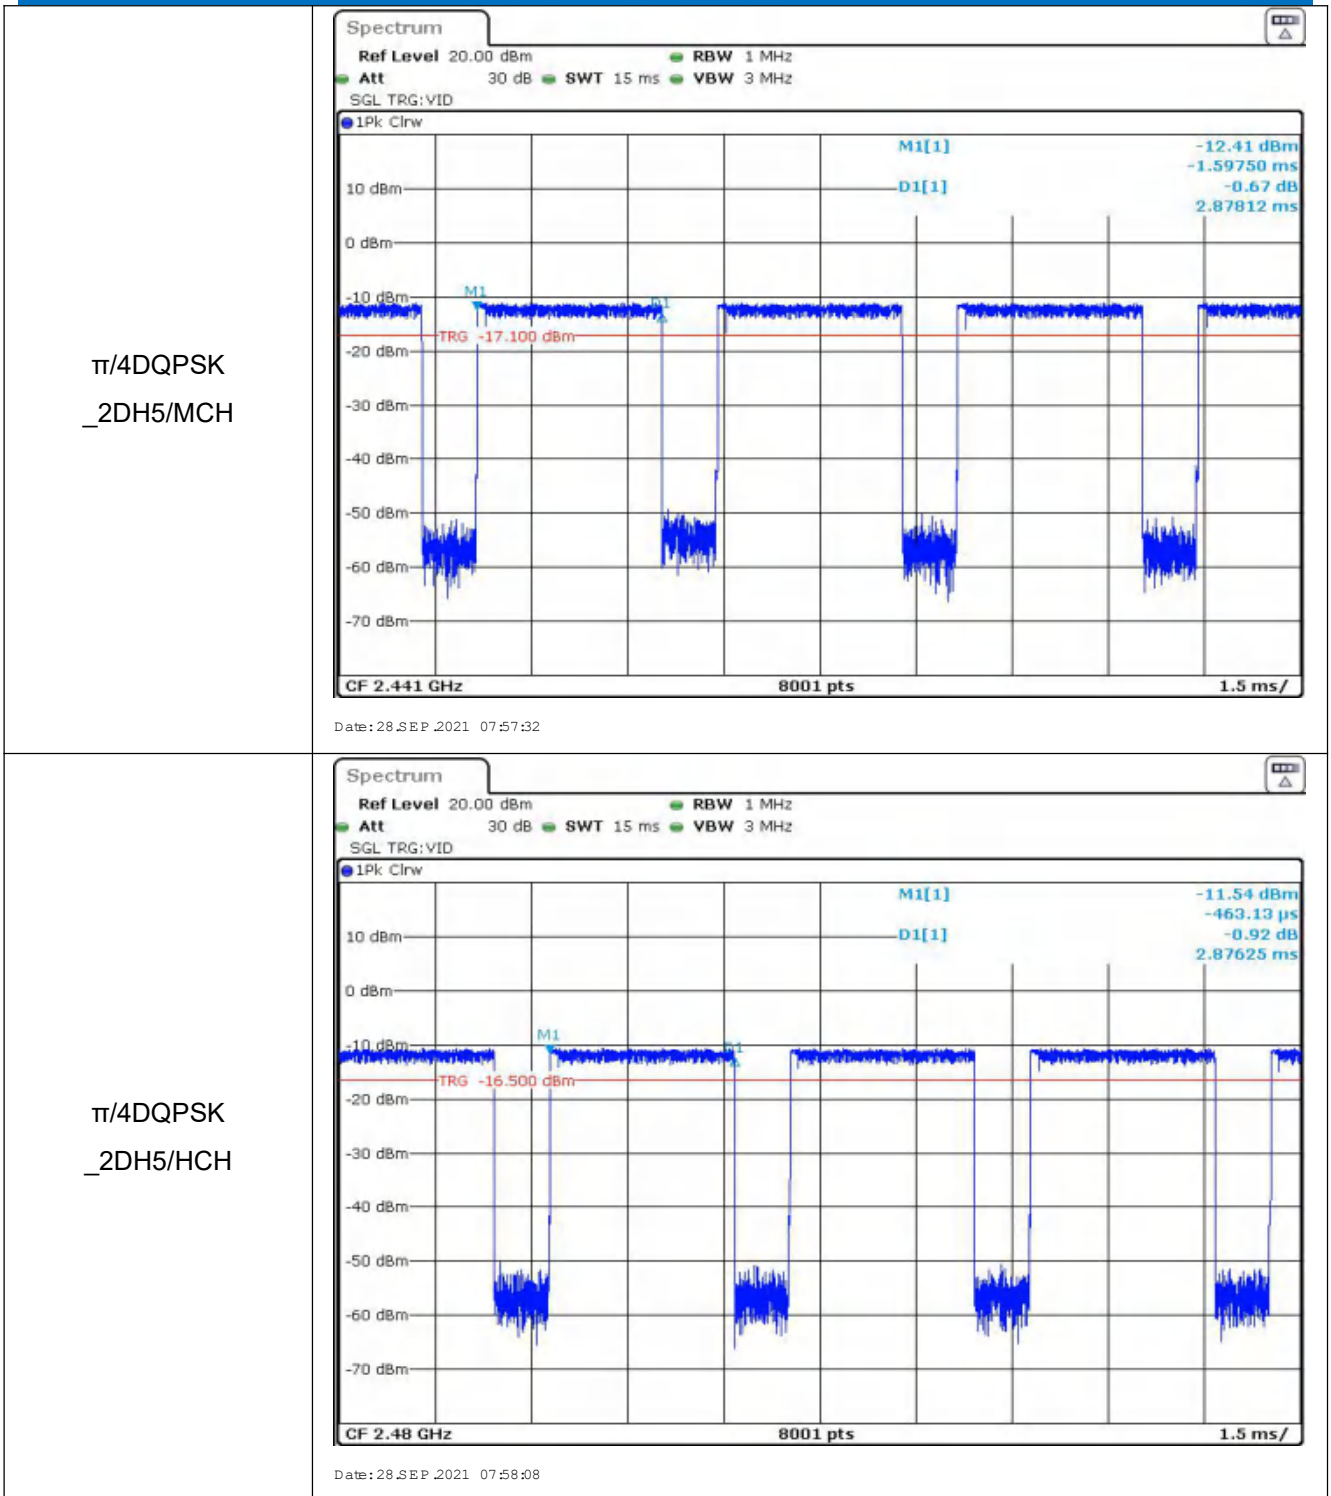 π/4DQPSK
_2DH5/MCH
Spectrum
Ref Level 20.00 dBm RBW 1 MHz
Att 30 dB SWT 15 ms VBW 3 MHz
SGL TRG:VID
1Pk Clrw
M1[1] -12.41 dBm
-1.59750 ms
10 dBm D1[1] -0.67 dB
2.87812 ms
0 dBm
M1
-10 dBm D1
TRG -17.100 dBm
-20 dBm
-30 dBm
-40 dBm
-50 dBm
-60 dBm
-70 dBm
CF 2.441 GHz 8001 pts 1.5 ms/
Date: 28.SEP.2021 07:57:32
π/4DQPSK
_2DH5/HCH
Spectrum
Ref Level 20.00 dBm RBW 1 MHz
Att 30 dB SWT 15 ms VBW 3 MHz
SGL TRG:VID
1Pk Clrw
M1[1] -11.54 dBm
-463.13 µs
10 dBm D1[1] -0.92 dB
2.87625 ms
0 dBm
M1
-10 dBm D1
TRG -16.500 dBm
-20 dBm
-30 dBm
-40 dBm
-50 dBm
-60 dBm
-70 dBm
CF 2.48 GHz 8001 pts 1.5 ms/
Date: 28.SEP.2021 07:58:08